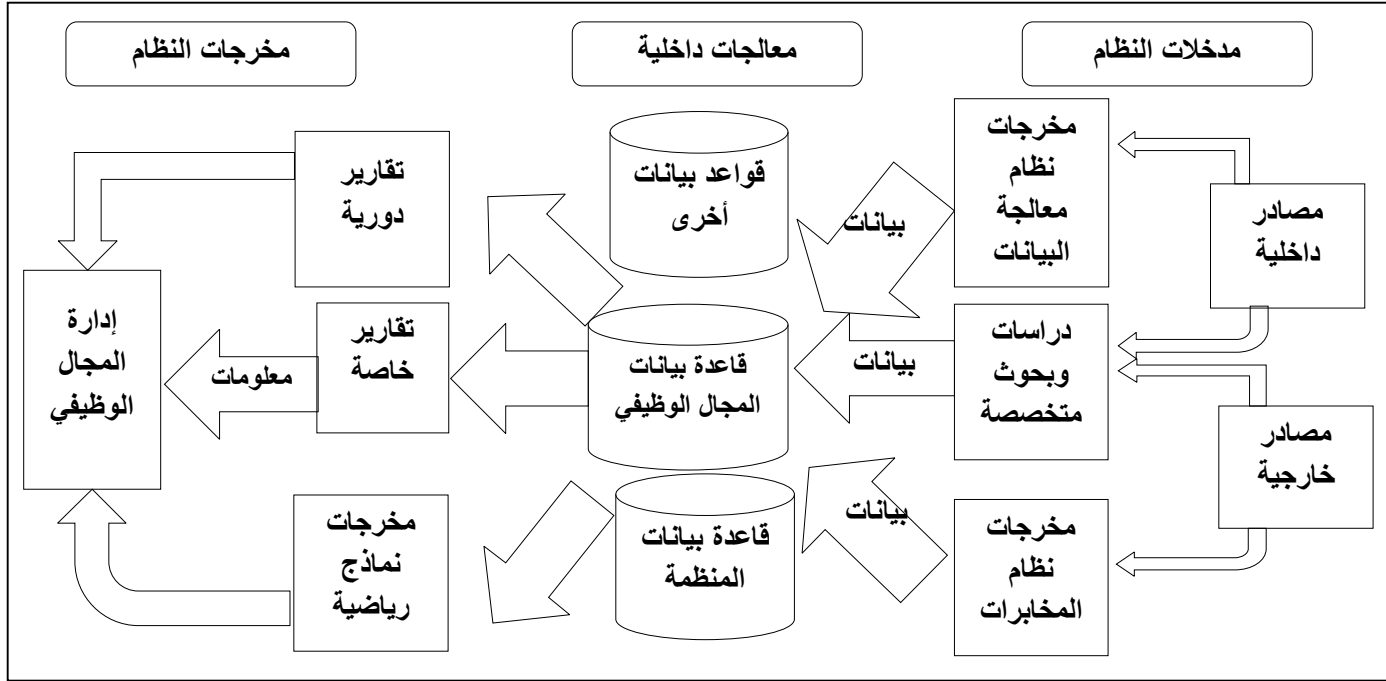 مدخلات النظام
معالجات داخلية
مخرجات النظام
مصادر
داخلية
مصادر
خارجية
مخرجات
نظام
معالجة
البيانات
دراسات
وبحوث
متخصصة
مخرجات
نظام
المخابرات
بيانات
بيانات
بيانات
قواعد بيانات
أخرى
قاعدة بيانات
المجال الوظيفي
قاعدة بيانات
المنظمة
تقارير
دورية
تقارير
خاصة
مخرجات
نماذج
رياضية
معلومات
إدارة
المجال
الوظيفي